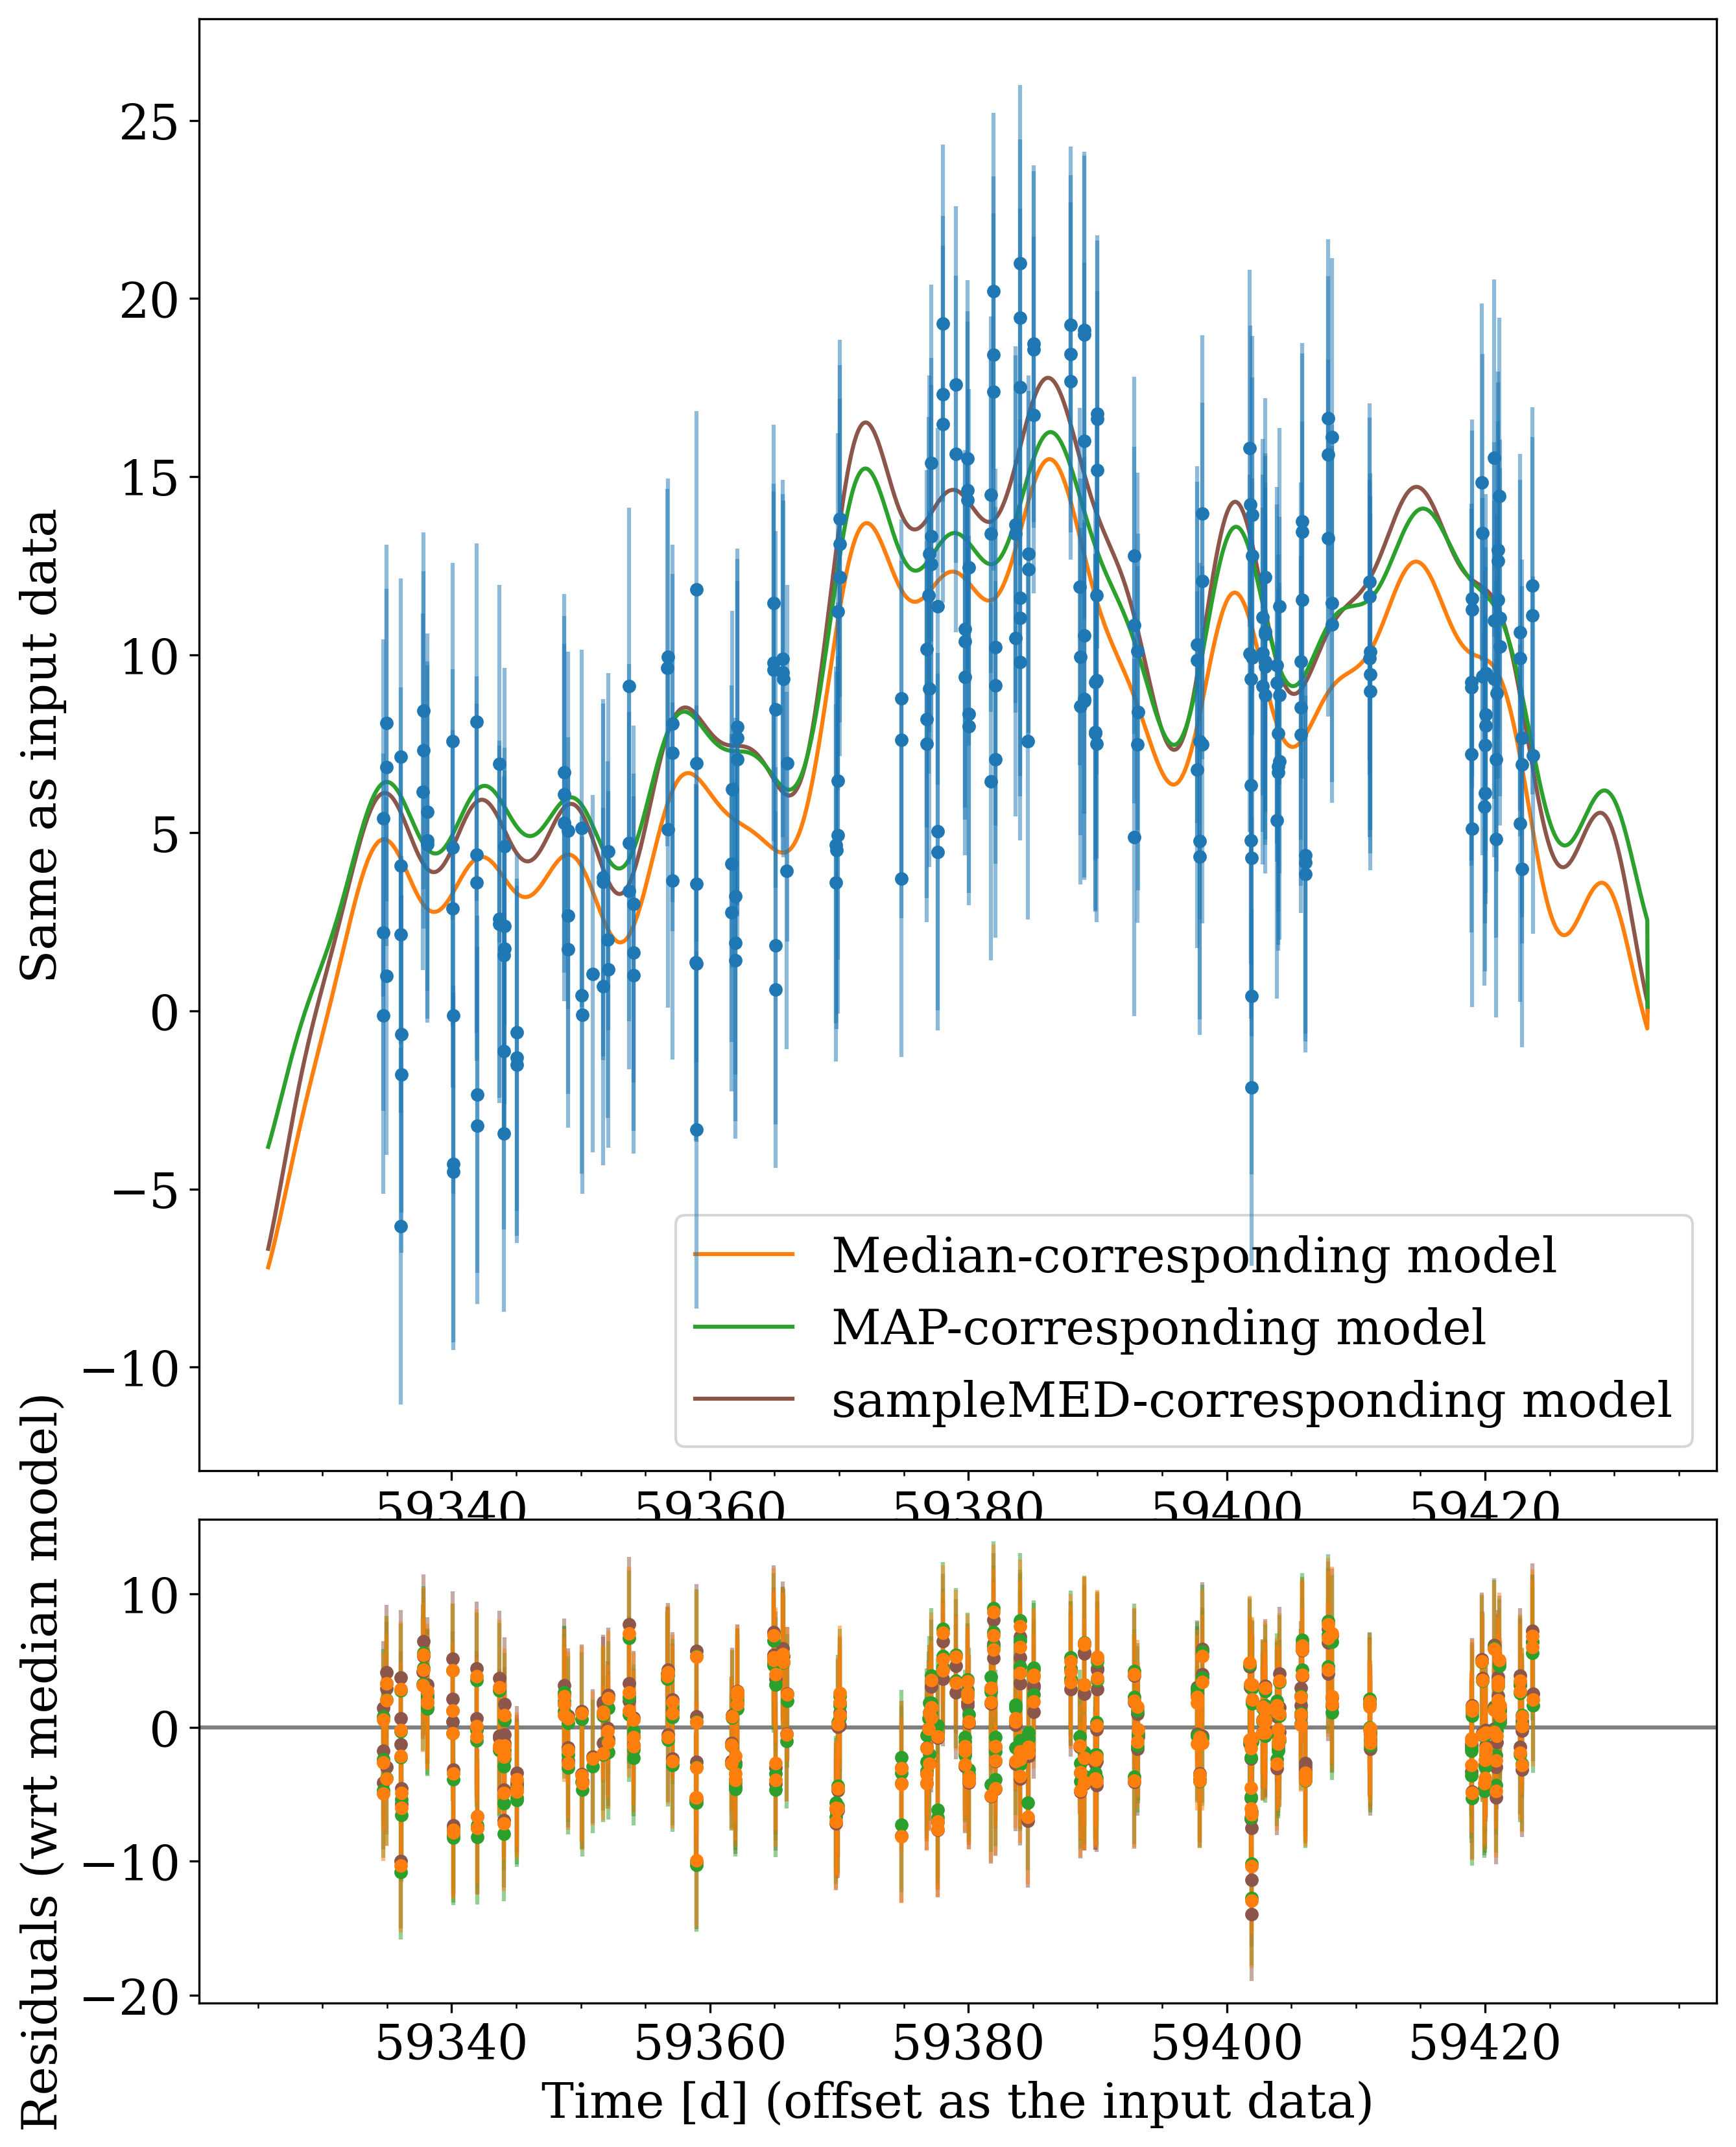 25
20
15
10
5
0
−5
−10
Same as input data
Median-corresponding model
MAP-corresponding model
sampleMED-corresponding model
59340 59360 59380 59400 59420
10
0
−10
−20
Residuals (wrt median model)
59340 59360 59380 59400 59420
Time [d] (offset as the input data)